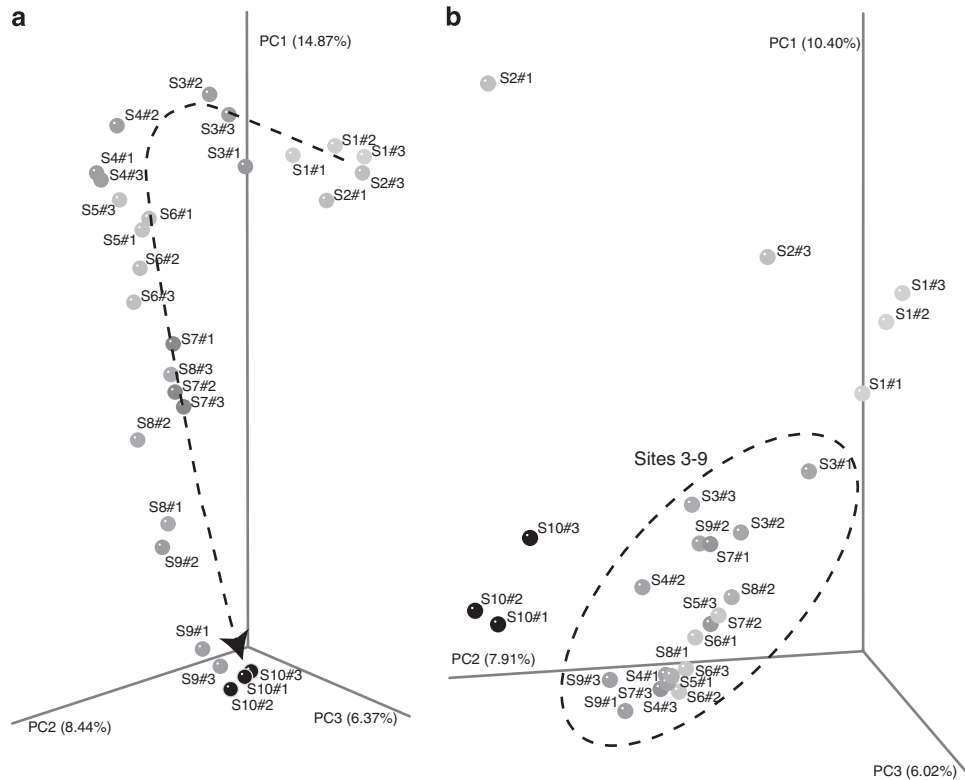 a
PC1 (14.87%)
S3#2
S4#2
S3#3
S1#2
S1#3
S3#1
S1#1
S4#1
S4#3
S2#3
S2#1
S5#3
S6#1
S5#1
S6#2
S6#3
S7#1
S8#3
S7#2
S7#3
S8#2
S8#1
S9#2
S9#1
S9#3
S10#3
S10#1
S10#2
PC2 (8.44%)
PC3 (6.37%)
b
PC1 (10.40%)
S2#1
S2#3
S1#3
S1#2
S1#1
Sites 3-9
S3#1
S3#3
S10#3
S9#2
S3#2
S7#1
S4#2
S8#2
S10#2
S5#3
S10#1
S7#2
S6#1
S8#1
PC2 (7.91%)
S9#3
S4#1
S6#3
S5#1
S7#3
S6#2
S9#1
S4#3
PC3 (6.02%)